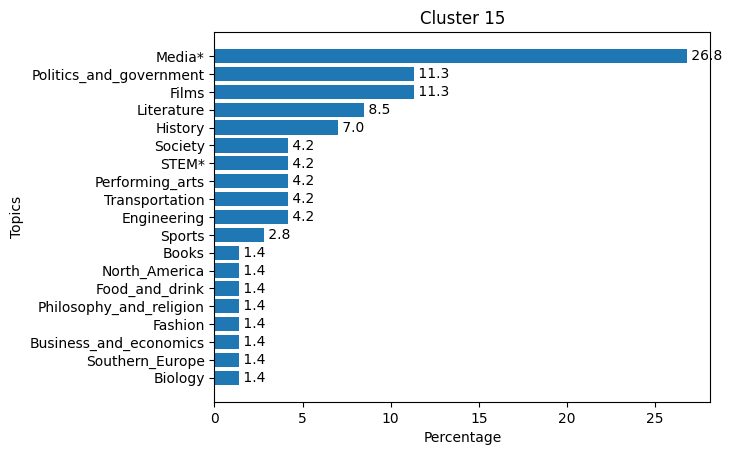 Cluster 15
Topics
Media* 26.8
Politics_and_government 11.3
Films 11.3
Literature 8.5
History 7.0
Society 4.2
STEM* 4.2
Performing_arts 4.2
Transportation 4.2
Engineering 4.2
Sports 2.8
Books 1.4
North_America 1.4
Food_and_drink 1.4
Philosophy_and_religion 1.4
Fashion 1.4
Business_and_economics 1.4
Southern_Europe 1.4
Biology 1.4
0 5 10 15 20 25
Percentage